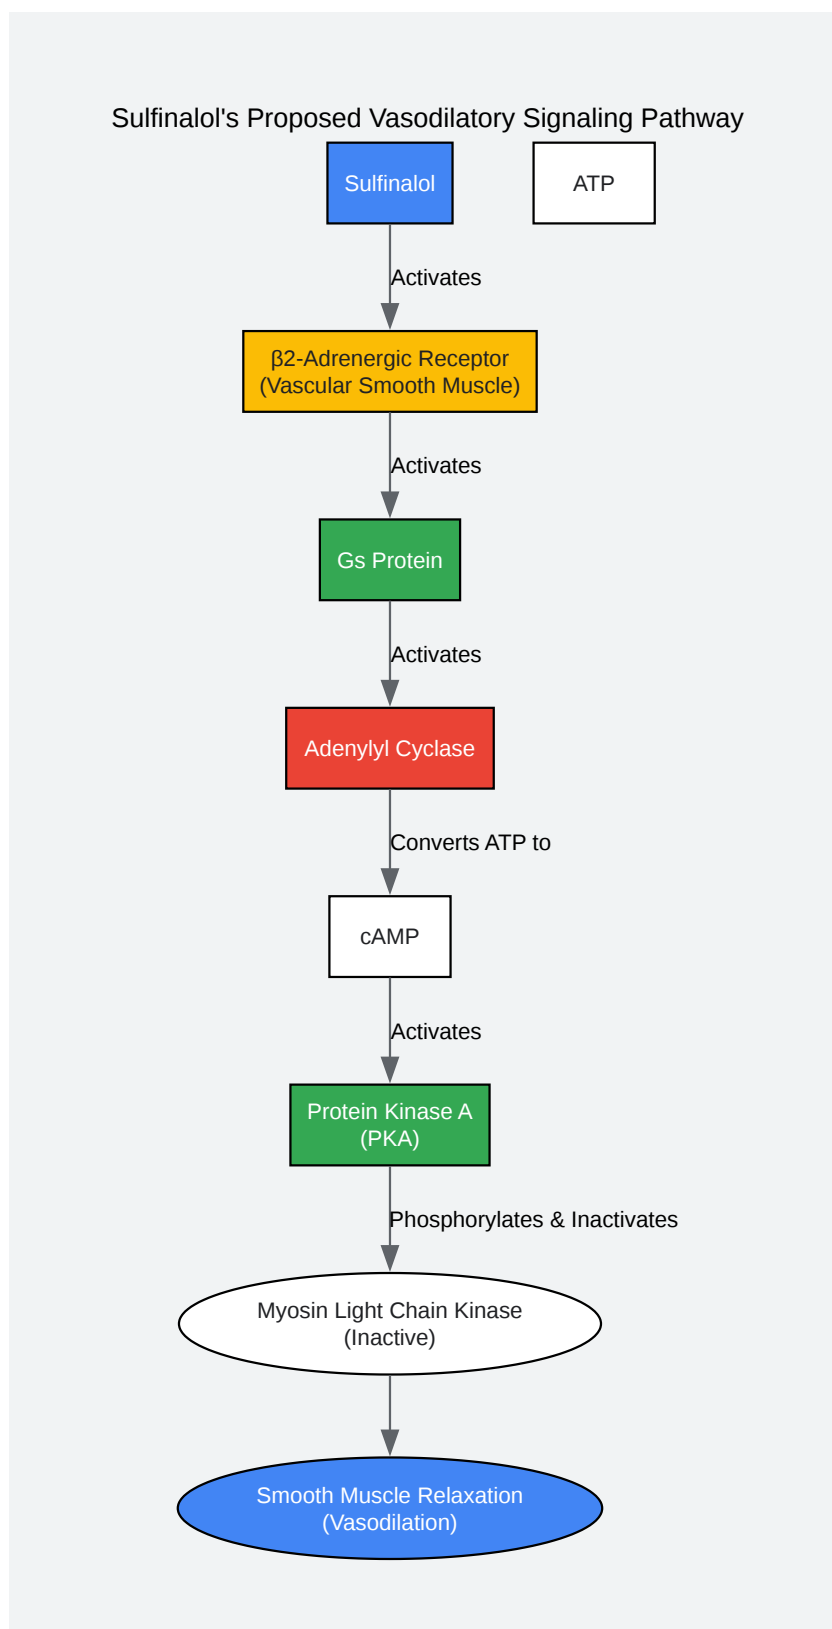 Sulfinalol's Proposed Vasodilatory Signaling Pathway
Sulfinalol
ATP
Activates
β2-Adrenergic Receptor
(Vascular Smooth Muscle)
Activates
Gs Protein
Activates
Adenylyl Cyclase
Converts ATP to
cAMP
Activates
Protein Kinase A
(PKA)
Phosphorylates & Inactivates
Myosin Light Chain Kinase
(Inactive)
Smooth Muscle Relaxation
(Vasodilation)